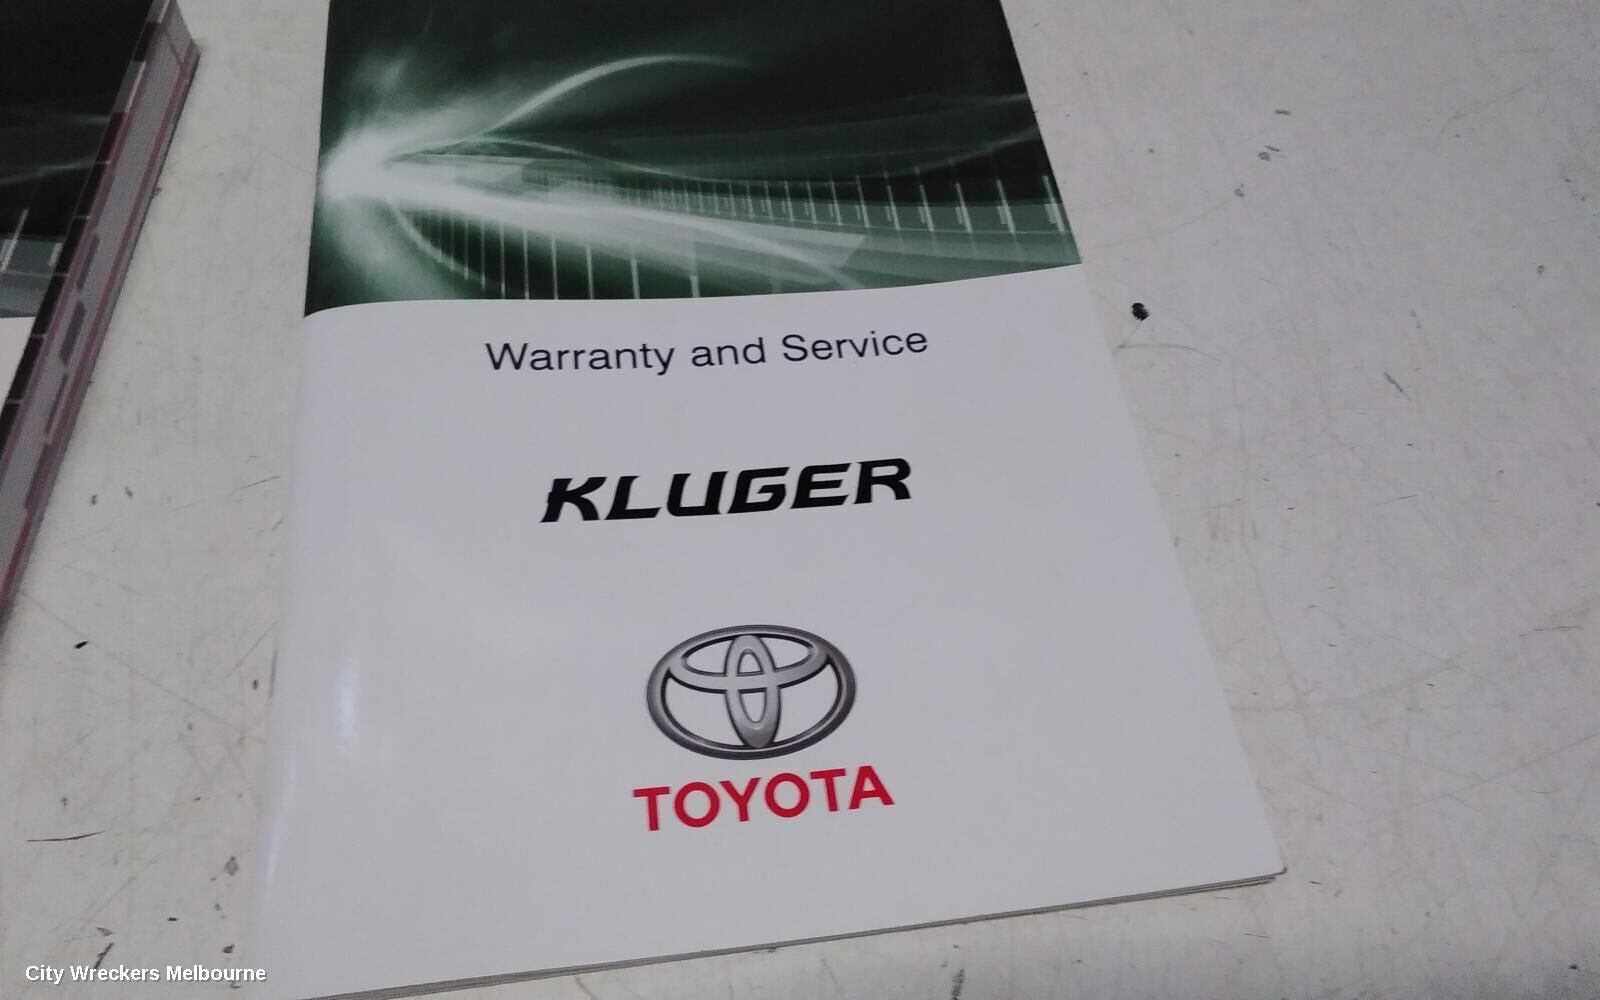 Warranty and Service
KLUGER
TOYOTA
City Wreckers Melbourne